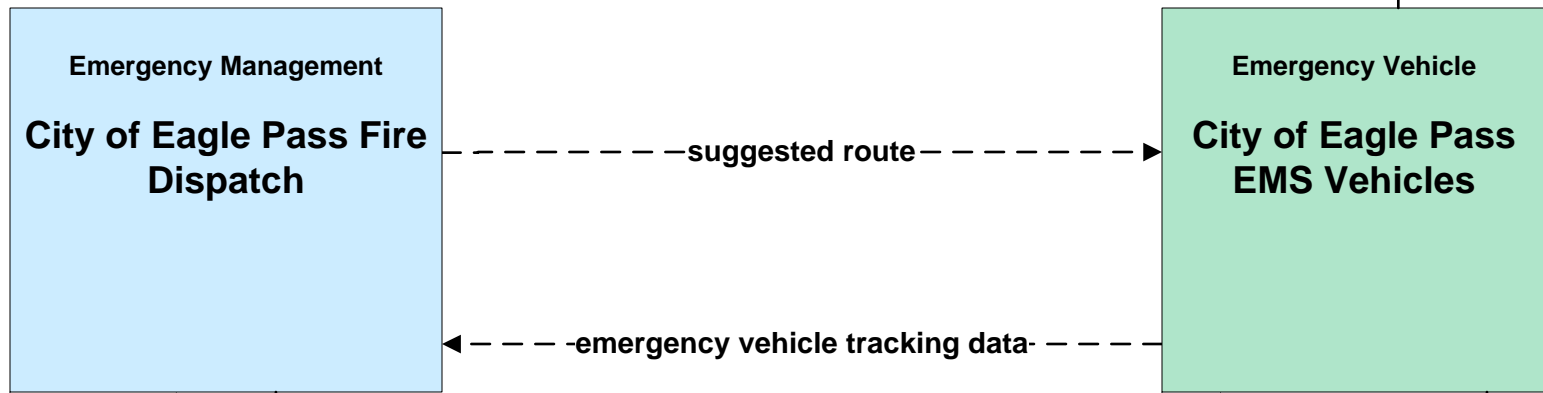 Emergency Management
City of Eagle Pass Fire
Dispatch
suggested route
emergency vehicle tracking data
Emergency Vehicle
City of Eagle Pass
EMS Vehicles